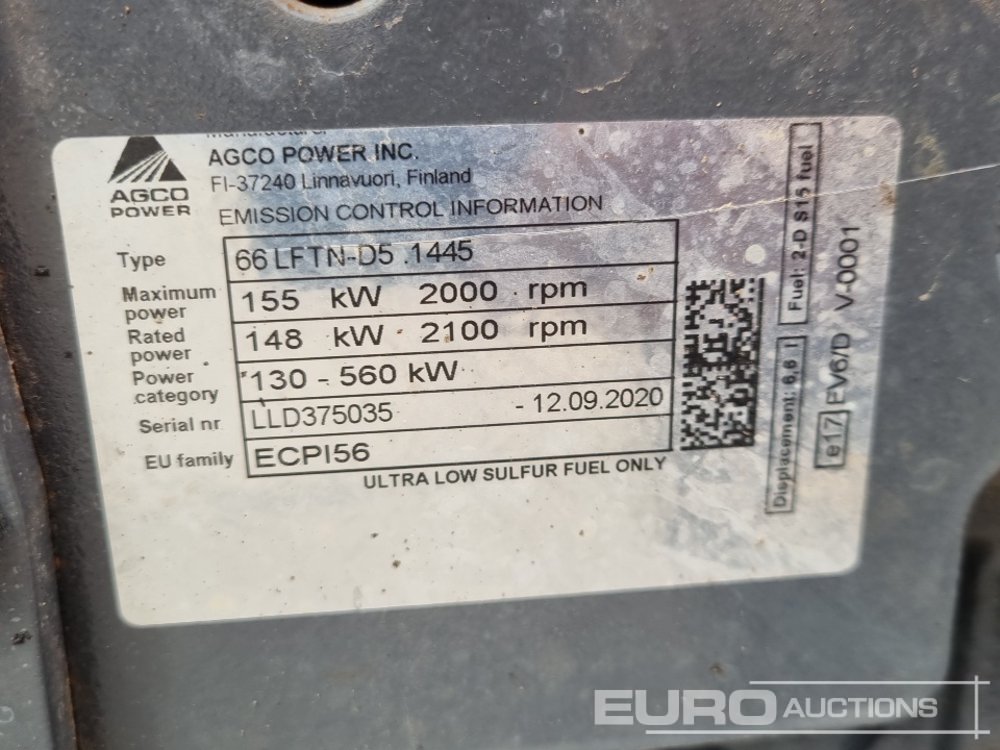 AGCO POWER INC.
FI-37240 Linnavuori, Finland
AGCO
POWER
EMISSION CONTROL INFORMATION
Type 66 LFTN-D5 .1445
Maximum power 155 kW 2000 rpm
Rated power 148 kW 2100 rpm
Power category 130 - 560 kW
Serial nr LLD375035 - 12.09.2020
EU family ECPI56
ULTRA LOW SULFUR FUEL ONLY
Displacement: 6,6 l
Fuel: 2-D S15 fuel
e17 EV6/D V-0001
EURO AUCTIONS